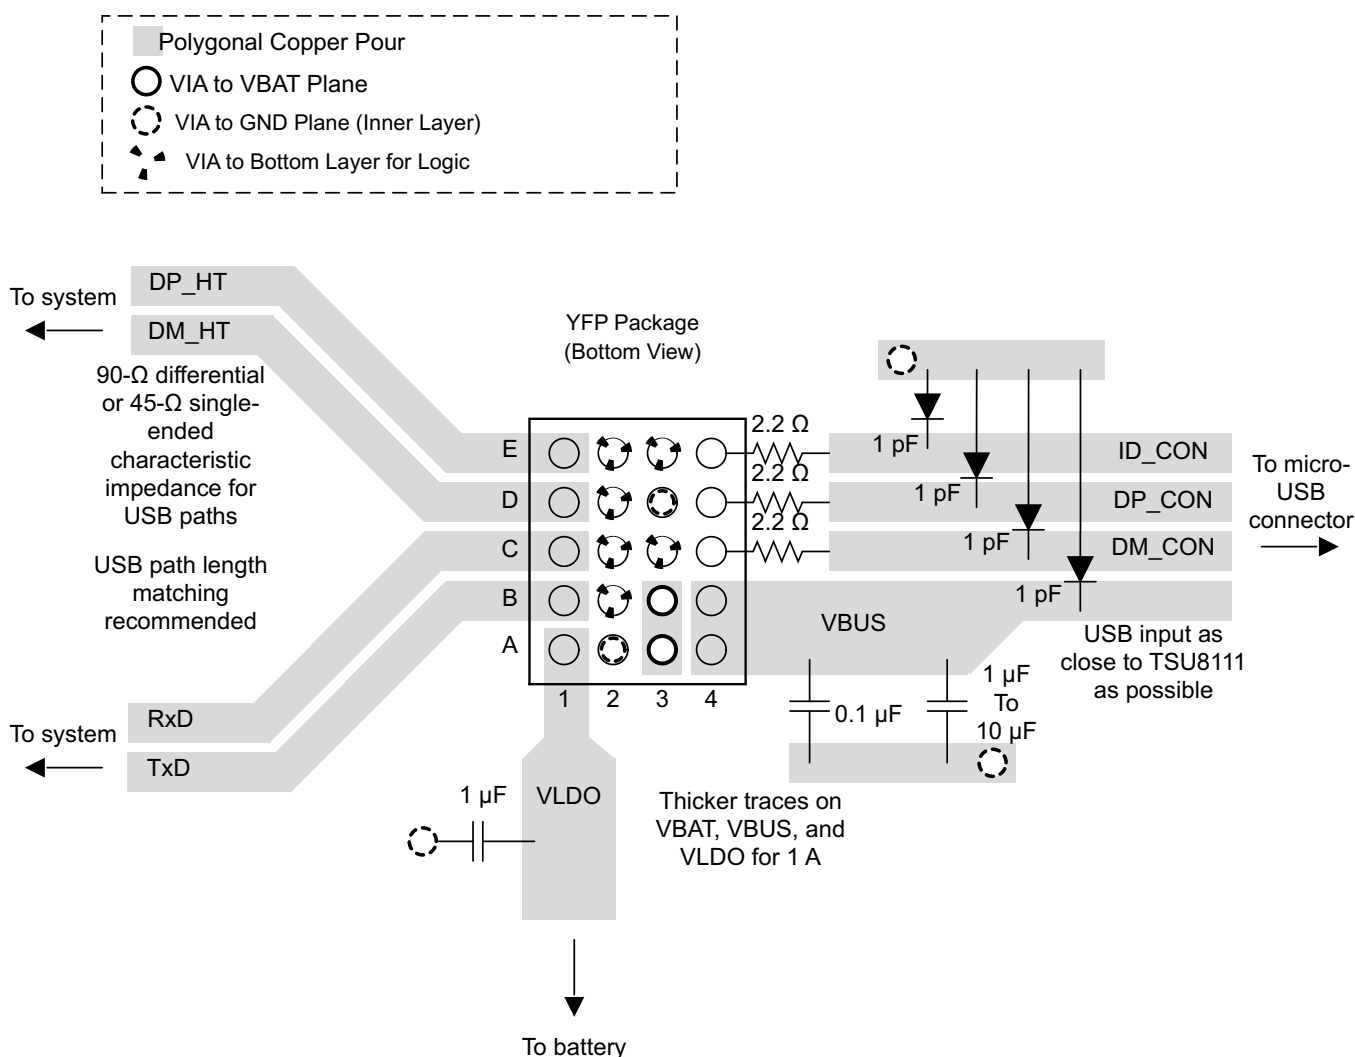 Polygonal Copper Pour
VIA to VBAT Plane
VIA to GND Plane (Inner Layer)
VIA to Bottom Layer for Logic
DP_HT
To system
DM_HT
90-Ω differential
or 45-Ω single-
ended
characteristic
impedance for
USB paths
USB path length
matching
recommended
YFP Package
(Bottom View)
E
D
C
B
A
1
2
3
4
2.2 Ω
2.2 Ω
2.2 Ω
1 pF
1 pF
1 pF
1 pF
ID_CON
DP_CON
DM_CON
To micro-
USB
connector
VBUS
USB input as
close to TSU8111
as possible
0.1 µF
1 µF
To
10 µF
RxD
To system
TxD
1 µF
VLDO
Thicker traces on
VBAT, VBUS, and
VLDO for 1 A
To battery